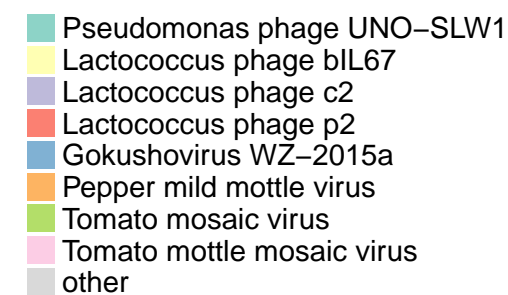 Pseudomonas phage UNO−SLW1
Lactococcus phage bIL67
Lactococcus phage c2
Lactococcus phage p2
Gokushovirus WZ−2015a
Pepper mild mottle virus
Tomato mosaic virus
Tomato mottle mosaic virus
other